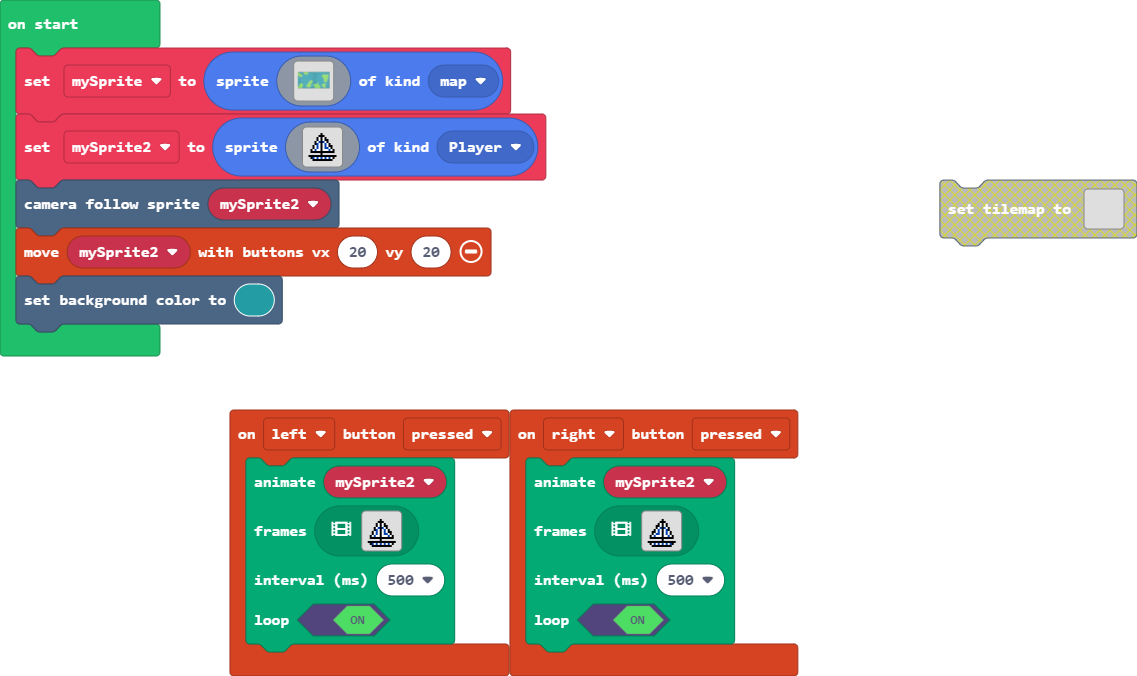 on start
set mySprite to sprite of kind map
set mySprite2 to sprite of kind Player
camera follow sprite mySprite2
move mySprite2 with buttons vx 20 vy 20
set background color to
set tilemap to
on left button pressed
animate mySprite2
frames
interval (ms) 500
loop ON
on right button pressed
animate mySprite2
frames
interval (ms) 500
loop ON